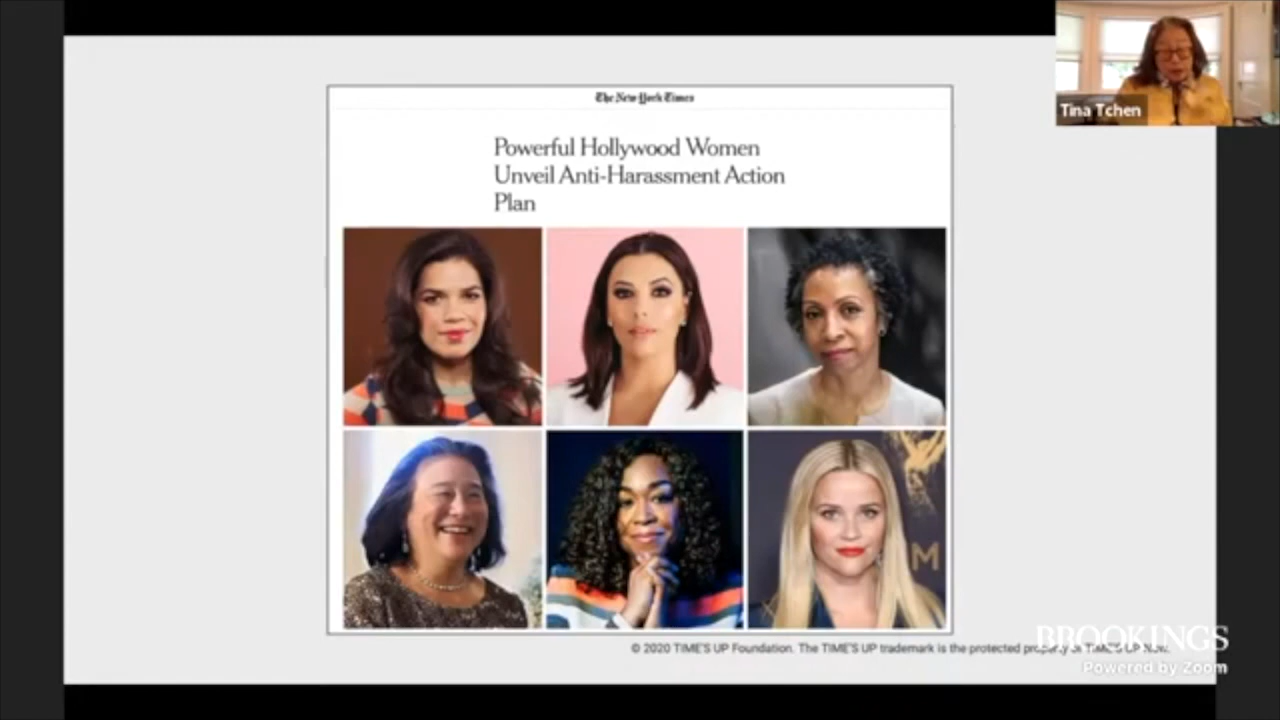 Tina Tchen
The New York Times
Powerful Hollywood Women
Unveil Anti-Harassment Action
Plan
M
© 2020 TIME'S UP Foundation. The TIME'S UP trademark is the protected property of TIME'S UP Now.
BROOKINGS
Powered by Zoom